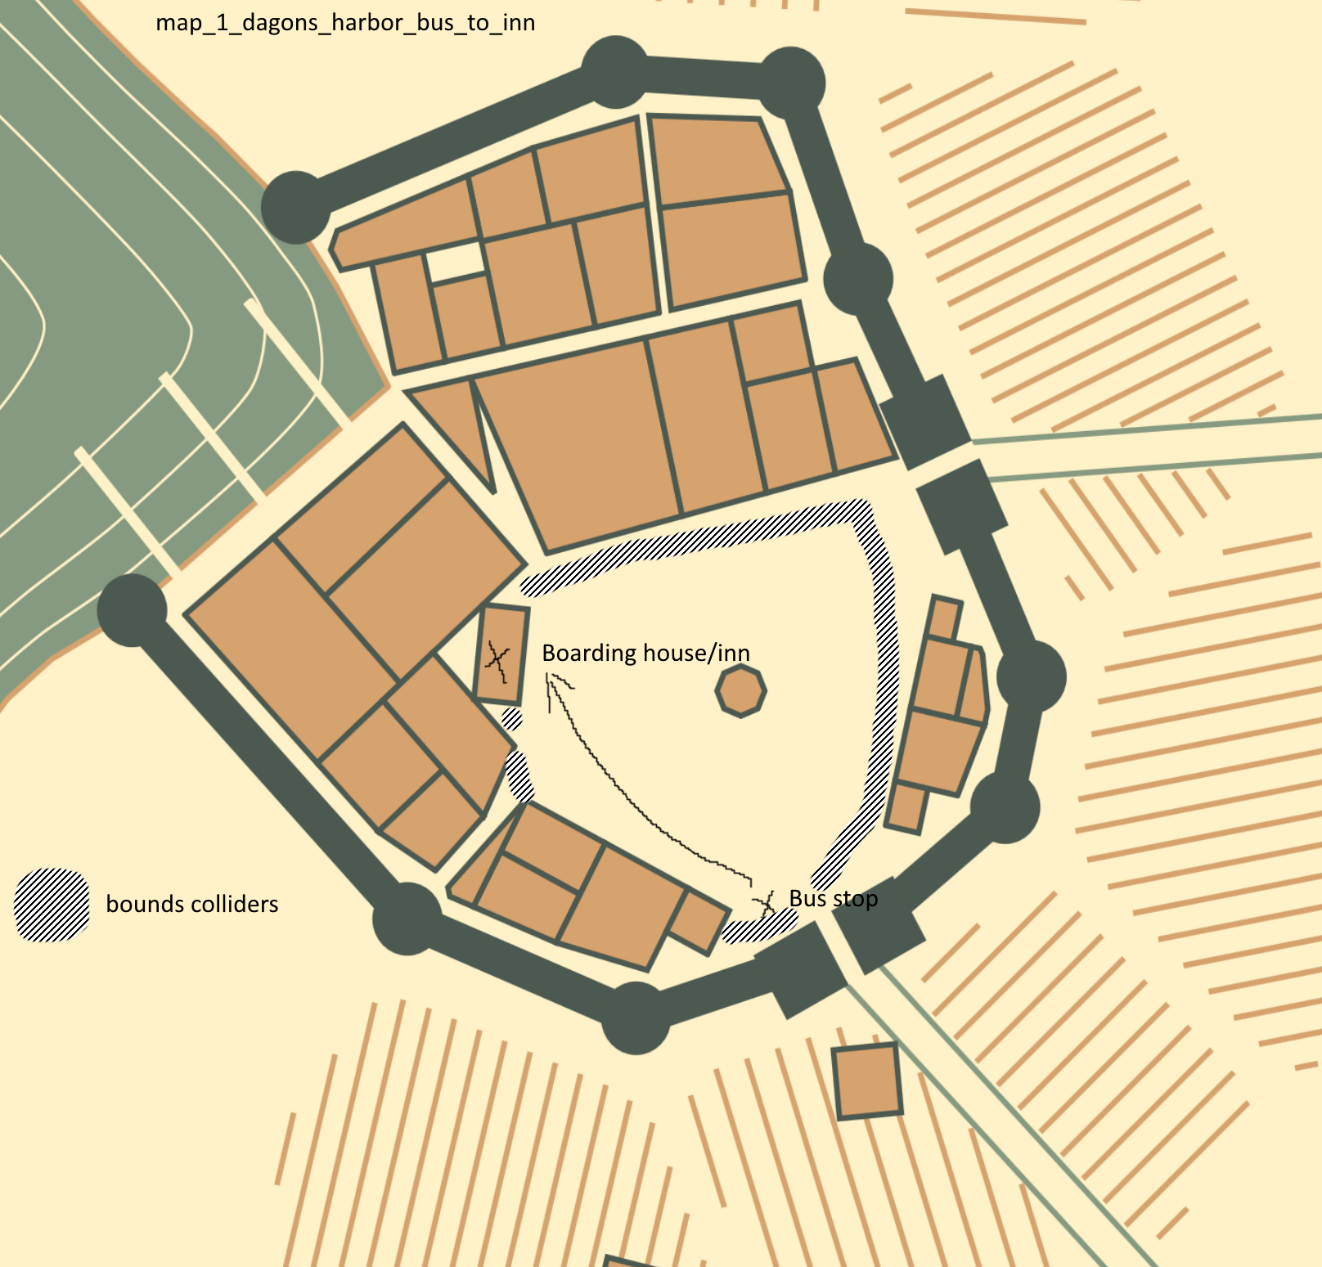 map_1_dagons_harbor_bus_to_inn
Boarding house/inn
Bus stop
bounds colliders